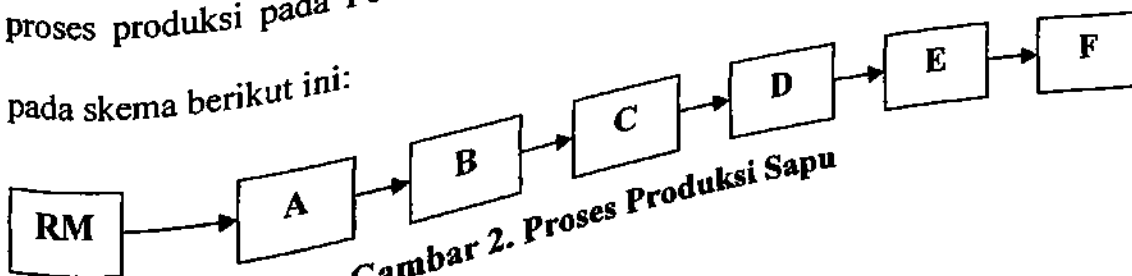 proses produksi pada
pada skema berikut ini:
RM A B C D E F
Gambar 2. Proses Produksi Sapu